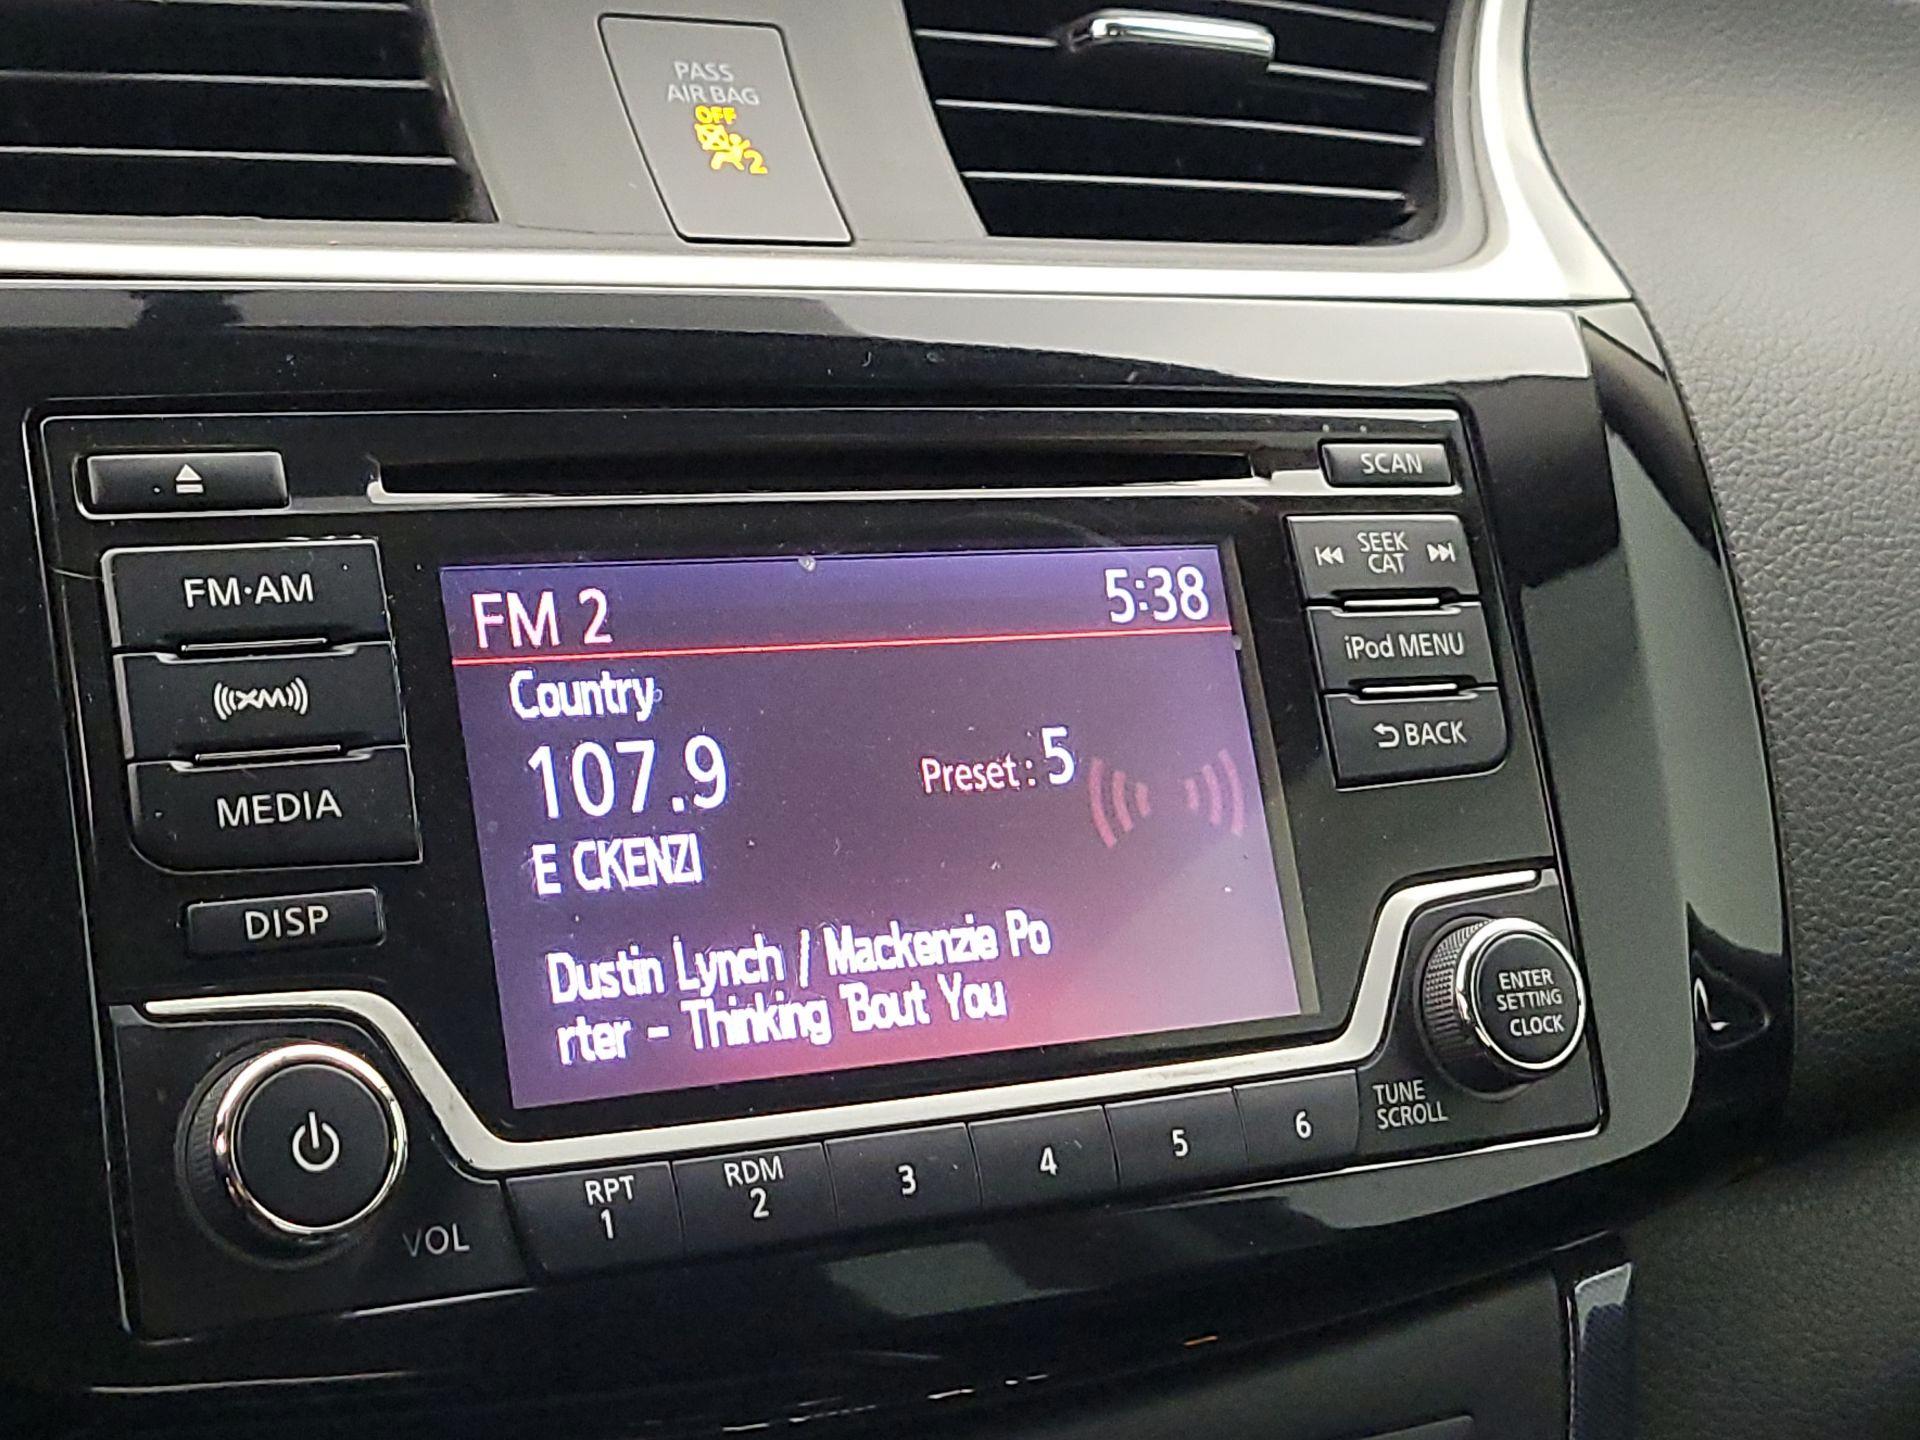 PASS
AIR BAG
OFF
2
SCAN
FM·AM
XM
MEDIA
DISP
FM 2 5:38
Country
107.9 Preset : 5
E CKENZI
Dustin Lynch / Mackenzie Po
rter - Thinking 'Bout You
SEEK
CAT
iPod MENU
BACK
ENTER
SETTING
CLOCK
TUNE
SCROLL
VOL
RPT
1
RDM
2
3
4
5
6